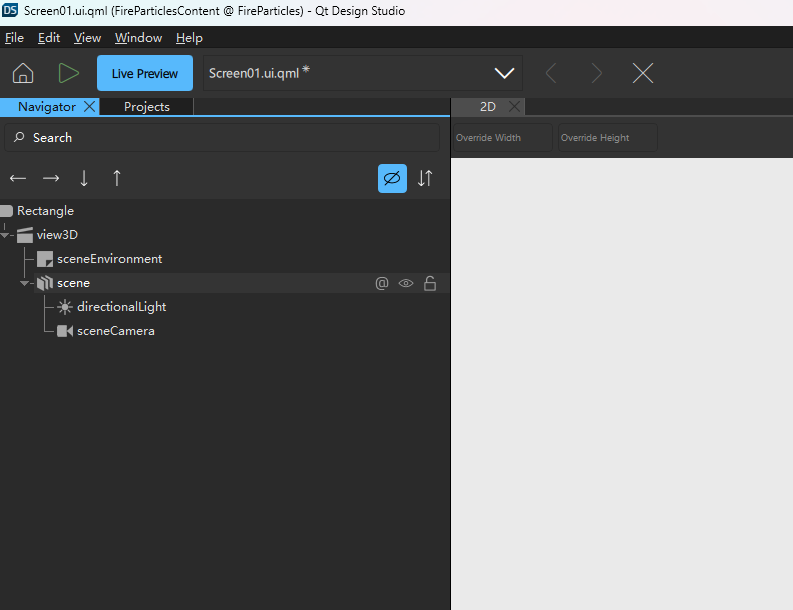 DS Screen01.ui.qml (FireParticlesContent @ FireParticles) - Qt Design Studio
File Edit View Window Help
Live Preview Screen01.ui.qml *
Navigator Projects 2D
Search Override Width Override Height
Rectangle
view3D
sceneEnvironment
scene @
directionalLight
sceneCamera